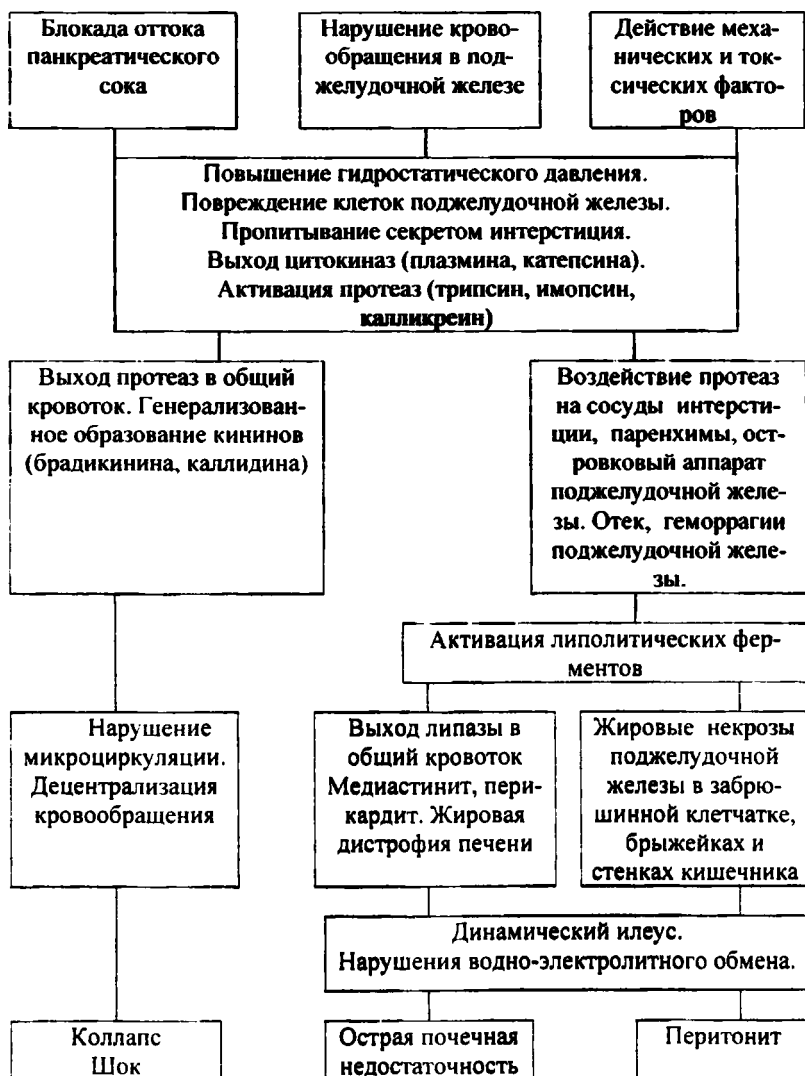 Блокада оттока
панкреатического
сока
Нарушение крово-
обращения в под-
желудочной железе
Действие меха-
нических и ток-
сических факто-
ров
Повышение гидростатического давления.
Повреждение клеток поджелудочной железы.
Пропитывание секретом интерстиция.
Выход цитокиназ (плазмина, катепсина).
Активация протеаз (трипсин, имопсин,
калликреин)
Выход протеаз в общий
кровоток. Генерализован-
ное образование кининов
(брадикинина, каллидина)
Воздействие протеаз
на сосуды интерсти-
ции, паренхимы, ост-
ровковый аппарат
поджелудочной желе-
зы. Отек, геморрагии
поджелудочной желе-
зы.
Активация липолитических фер-
ментов
Нарушение
микроциркуляции.
Децентрализация
кровообращения
Выход липазы в
общий кровоток
Медиастинит, пери-
кардит. Жировая
дистрофия печени
Жировые некрозы
поджелудочной
железы в забрю-
шинной клетчатке,
брыжейках и
стенках кишечника
Динамический илеус.
Нарушения водно-электролитного обмена.
Коллапс
Шок
Острая почечная
недостаточность
Перитонит